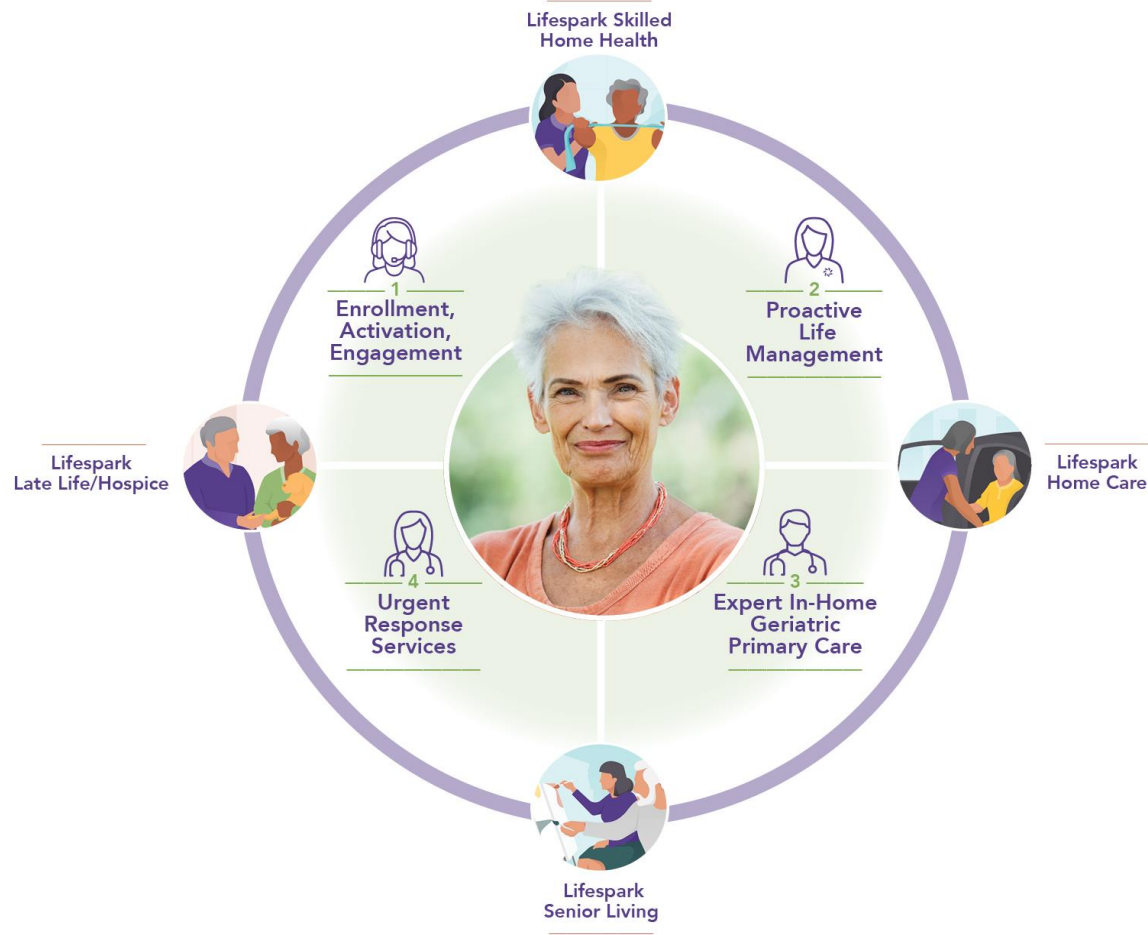 Lifespark Skilled
Home Health
1
Enrollment,
Activation,
Engagement
2
Proactive
Life
Management
Lifespark
Late Life/Hospice
Lifespark
Home Care
4
Urgent
Response
Services
3
Expert In-Home
Geriatric
Primary Care
Lifespark
Senior Living